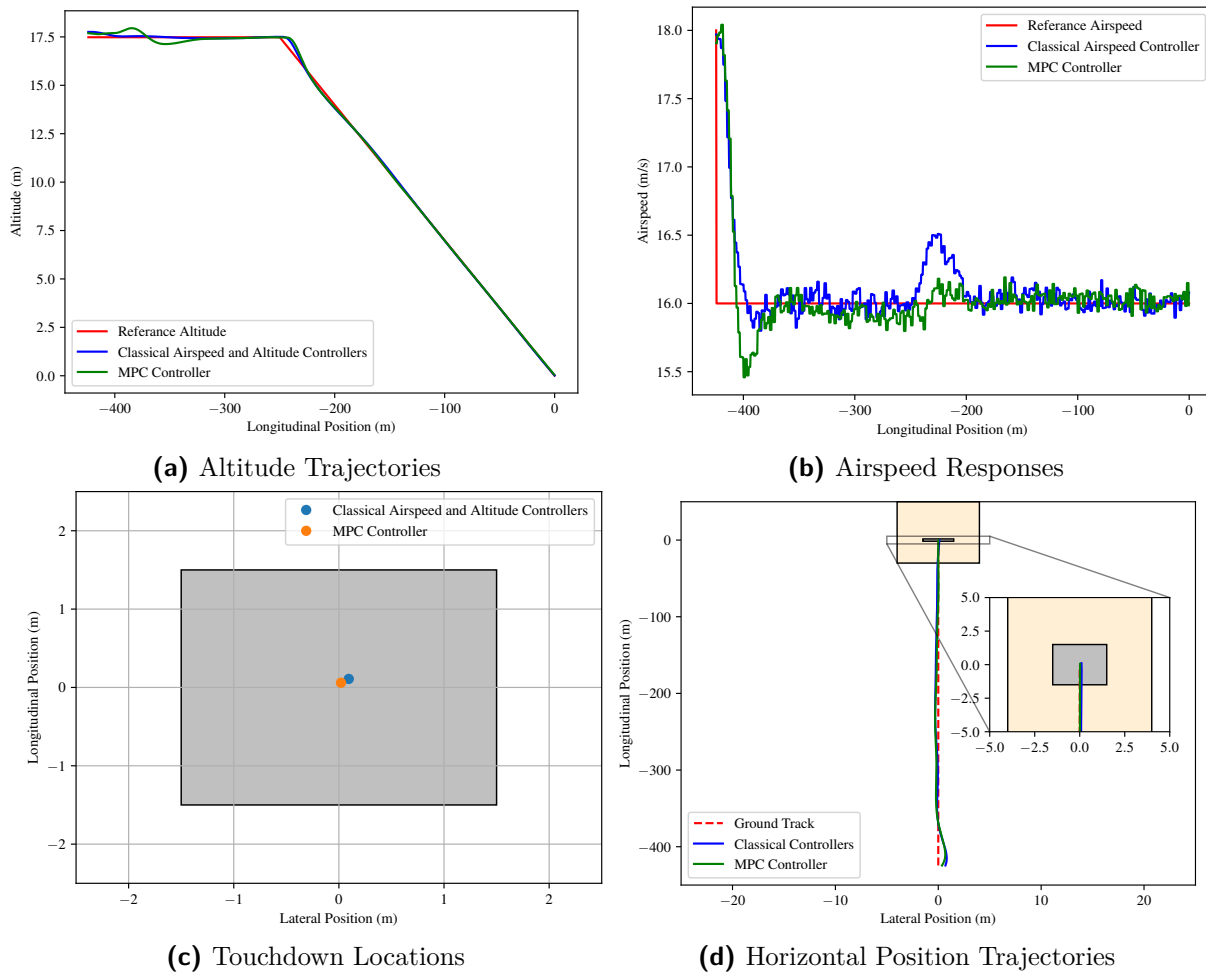 17.5
15.0
12.5
10.0
7.5
5.0
2.5
0.0
Altitude (m)
Referance Altitude
Classical Airspeed and Altitude Controllers
MPC Controller
−400 −300 −200 −100 0
Longitudinal Position (m)
(a) Altitude Trajectories
18.0
17.5
17.0
16.5
16.0
15.5
Airspeed (m/s)
Referance Airspeed
Classical Airspeed Controller
MPC Controller
−400 −300 −200 −100 0
Longitudinal Position (m)
(b) Airspeed Responses
2
1
0
−1
−2
Longitudinal Position (m)
Classical Airspeed and Altitude Controllers
MPC Controller
−2 −1 0 1 2
Lateral Position (m)
(c) Touchdown Locations
0
−100
−200
−300
−400
Longitudinal Position (m)
5.0
2.5
0.0
−2.5
−5.0
−5.0 −2.5 0.0 2.5 5.0
Ground Track
Classical Controllers
MPC Controller
−20 −10 0 10 20
Lateral Position (m)
(d) Horizontal Position Trajectories